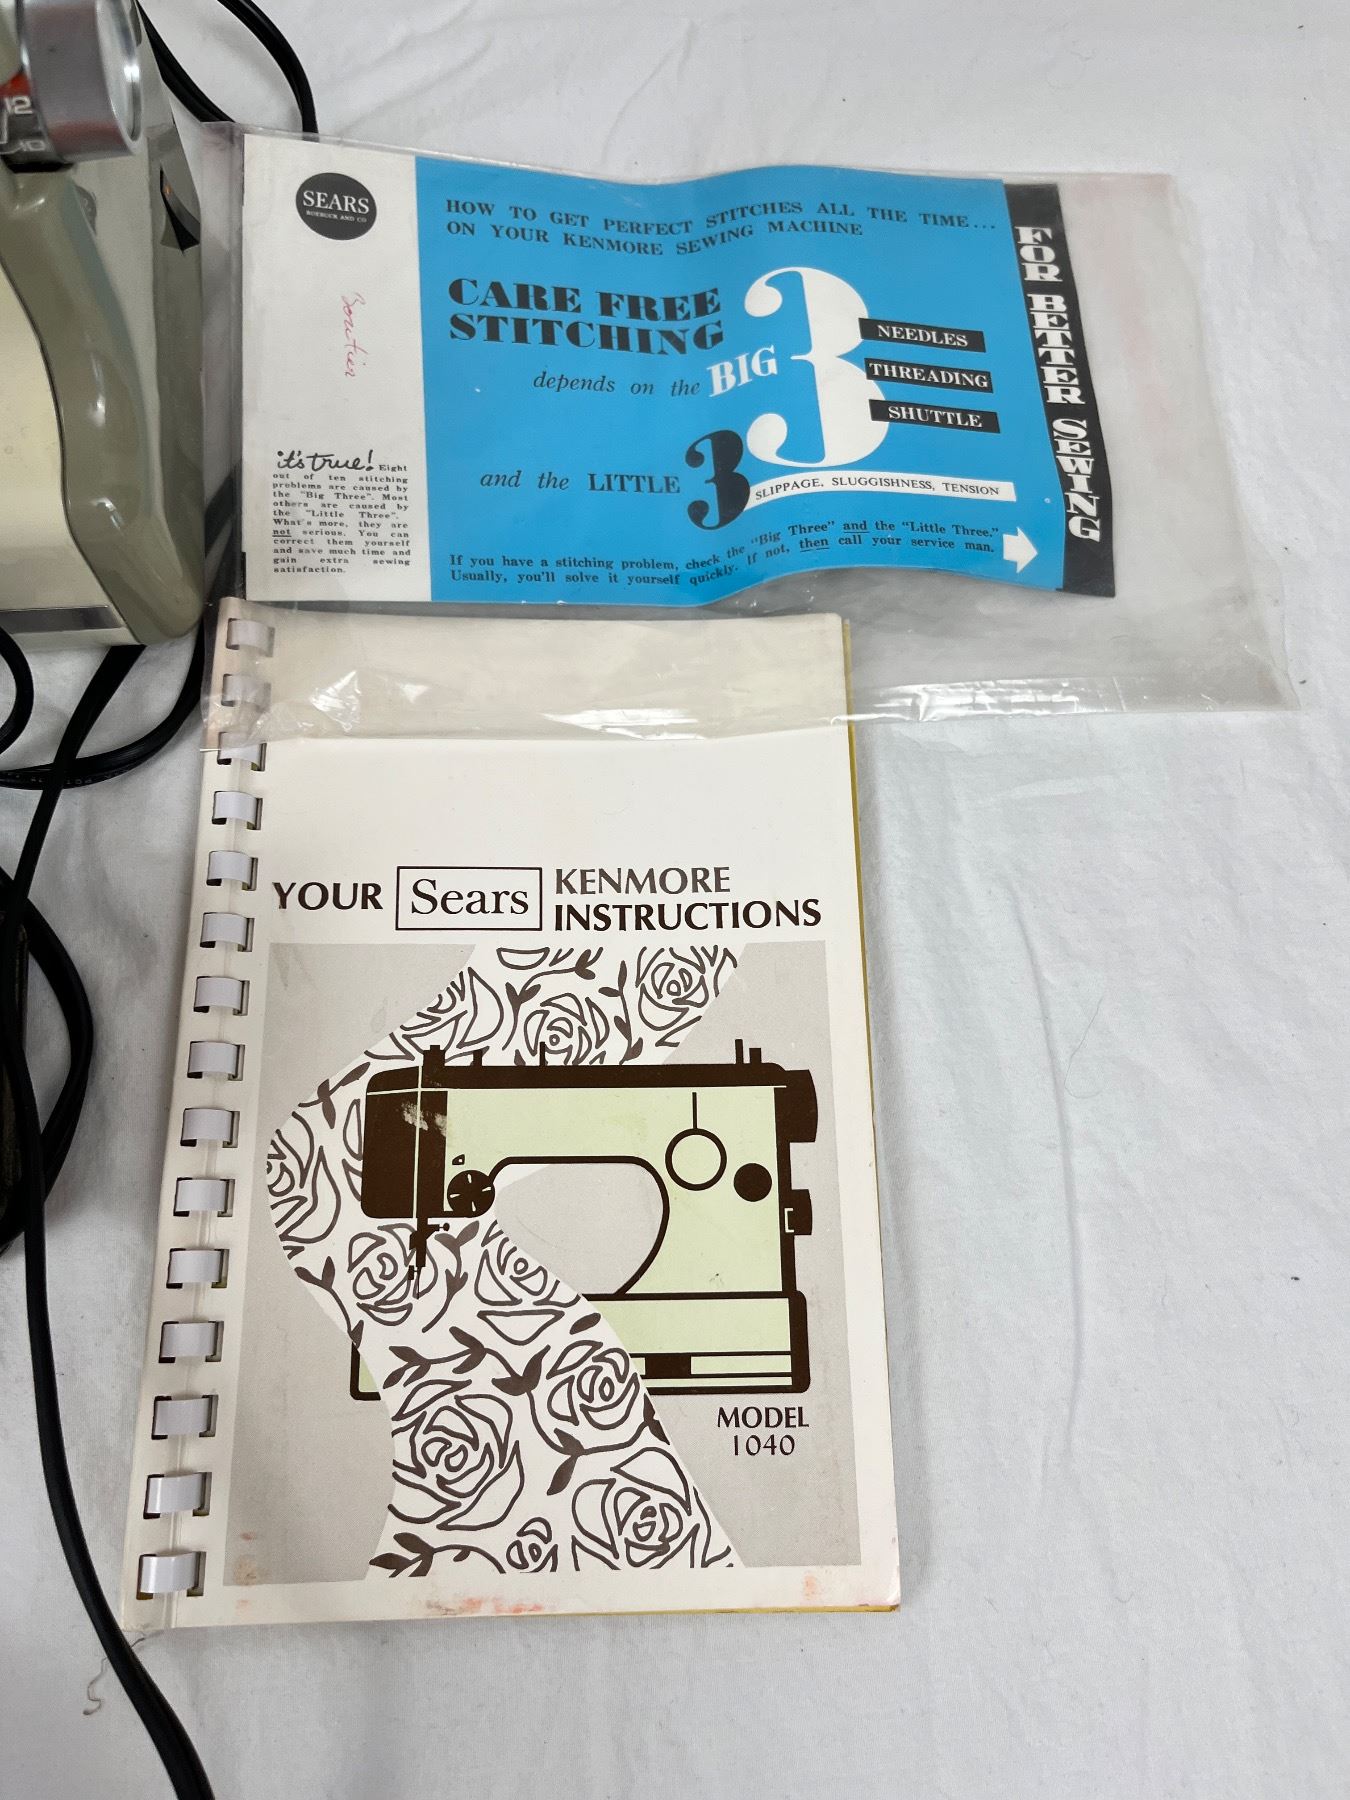 12
10
SEARS
ROEBUCK AND CO
it's true! Eight
out of ten stitching
problems are caused by
the "Big Three". Most
others are caused by
the "Little Three".
What's more, they are
not serious. You can
correct them yourself
and save much time and
gain extra sewing
satisfaction.
HOW TO GET PERFECT STITCHES ALL THE TIME...
ON YOUR KENMORE SEWING MACHINE
CARE FREE
STITCHING
depends on the BIG 3
NEEDLES
THREADING
SHUTTLE
and the LITTLE 3
SLIPPAGE, SLUGGISHNESS, TENSION
If you have a stitching problem, check the "Big Three" and the "Little Three."
Usually, you'll solve it yourself quickly. If not, then call your service man.
FOR BETTER SEWING
YOUR Sears KENMORE
INSTRUCTIONS
MODEL
1040